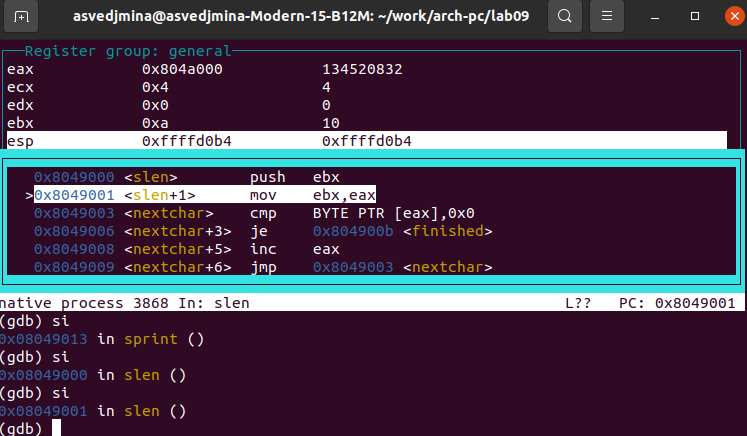 asvedjmina@asvedjmina-Modern-15-B12M: ~/work/arch-pc/lab09
Register group: general
eax 0x804a000 134520832
ecx 0x4 4
edx 0x0 0
ebx 0xa 10
esp 0xffffd0b4 0xffffd0b4
0x8049000 <slen> push ebx
>0x8049001 <slen+1> mov ebx,eax
0x8049003 <nextchar> cmp BYTE PTR [eax],0x0
0x8049006 <nextchar+3> je 0x804900b <finished>
0x8049008 <nextchar+5> inc eax
0x8049009 <nextchar+6> jmp 0x8049003 <nextchar>
native process 3868 In: slen L?? PC: 0x8049001
(gdb) si
0x08049013 in sprint ()
(gdb) si
0x08049000 in slen ()
(gdb) si
0x08049001 in slen ()
(gdb)